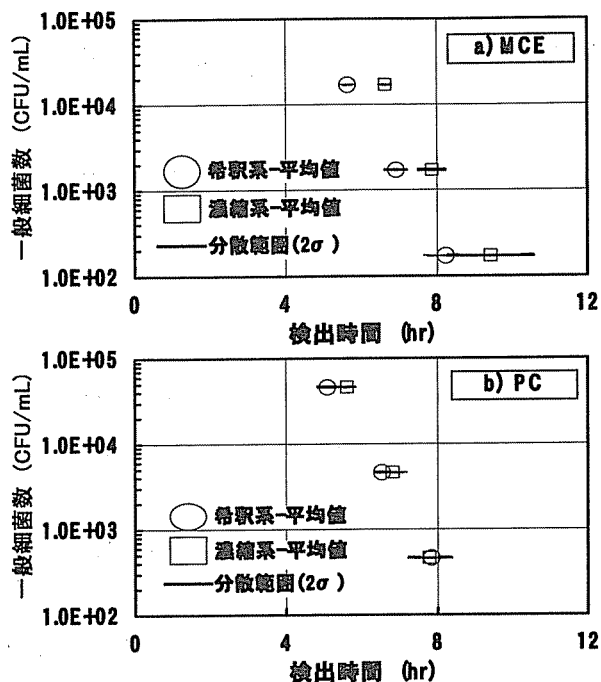 1.0E+05
1.0E+04
1.0E+03
1.0E+02
一般細菌数 (CFU/mL)
a) MCE
希釈系-平均値
濃縮系-平均値
分散範囲(2σ)
0 4 8 12
検出時間 (hr)
1.0E+05
1.0E+04
1.0E+03
1.0E+02
一般細菌数 (CFU/mL)
b) PC
希釈系-平均値
濃縮系-平均値
分散範囲(2σ)
0 4 8 12
検出時間 (hr)